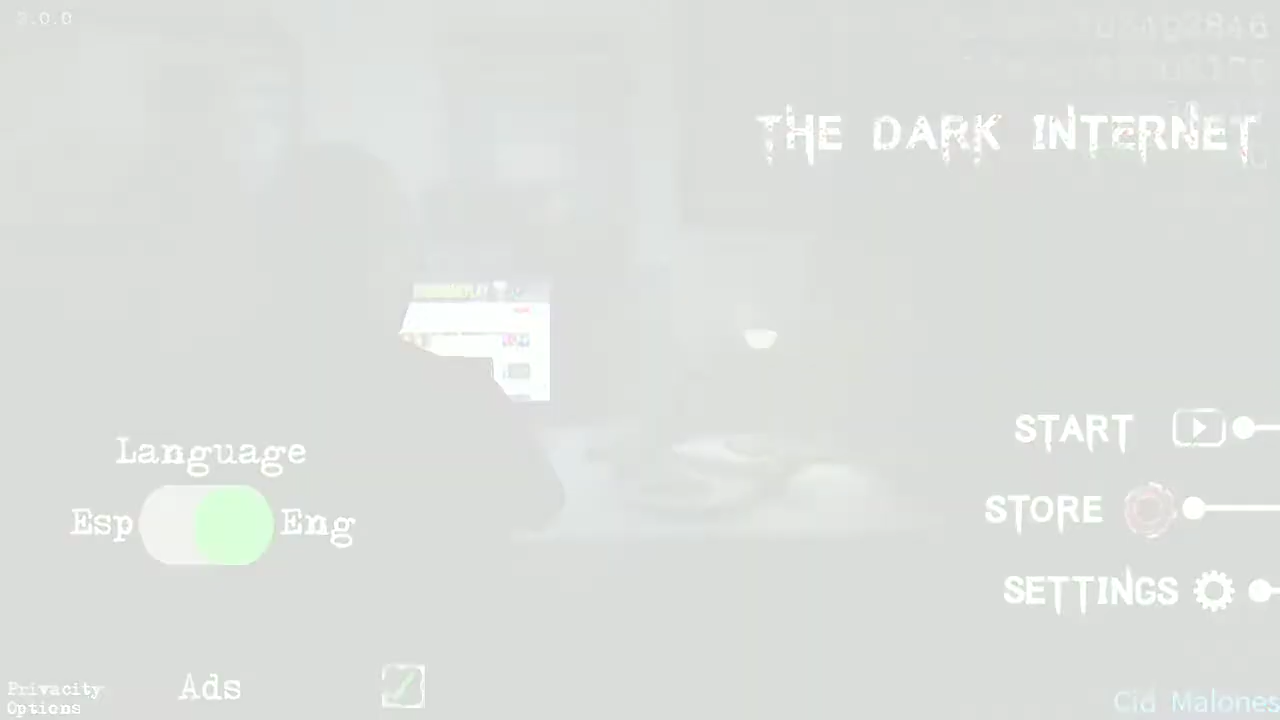 3.0.0
THE DARK INTERNET
START
Language
Esp Eng
STORE
SETTINGS
Ads
Privacity
Options
Cid Malones